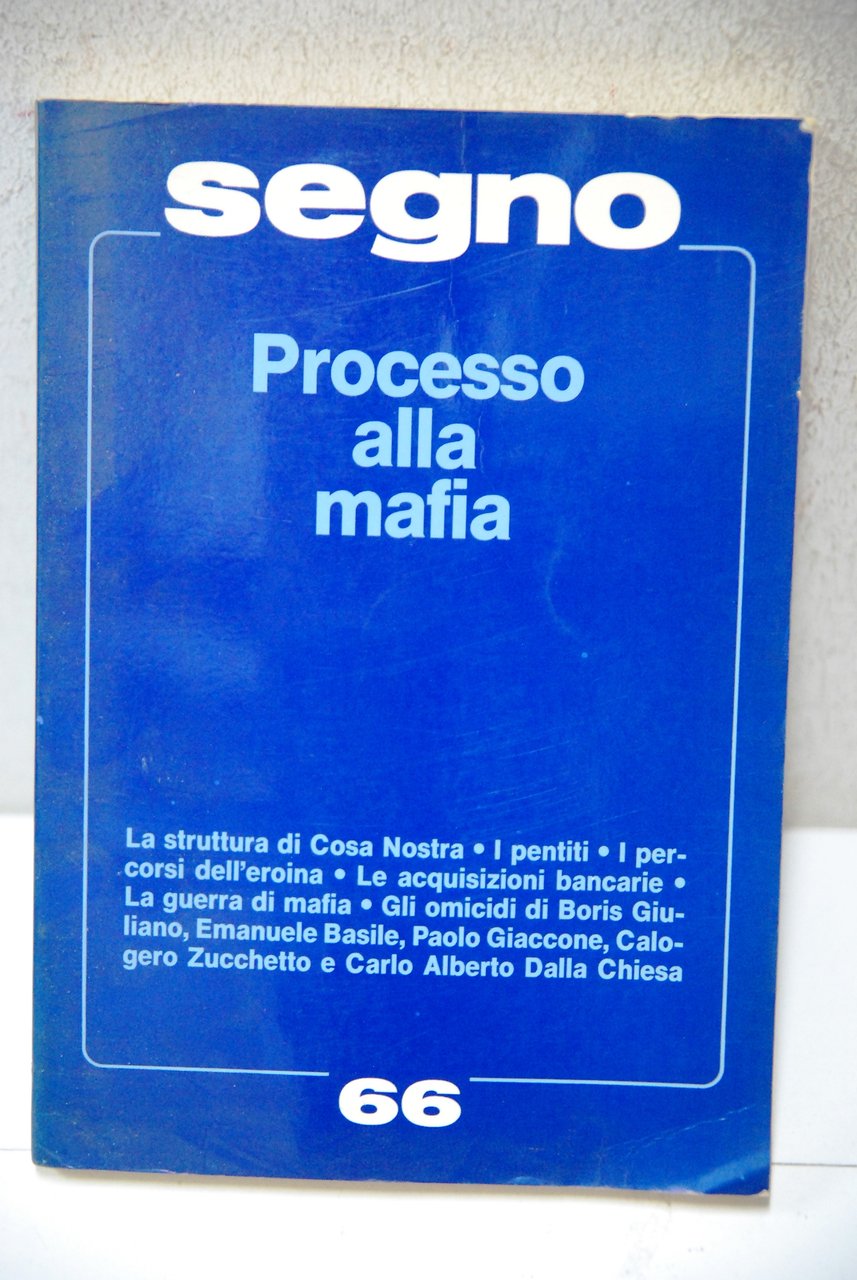 segno
Processo
alla
mafia
La struttura di Cosa Nostra • I pentiti • I per-
corsi dell'eroina • Le acquisizioni bancarie •
La guerra di mafia • Gli omicidi di Boris Giu-
liano, Emanuele Basile, Paolo Giaccone, Calo-
gero Zucchetto e Carlo Alberto Dalla Chiesa
66